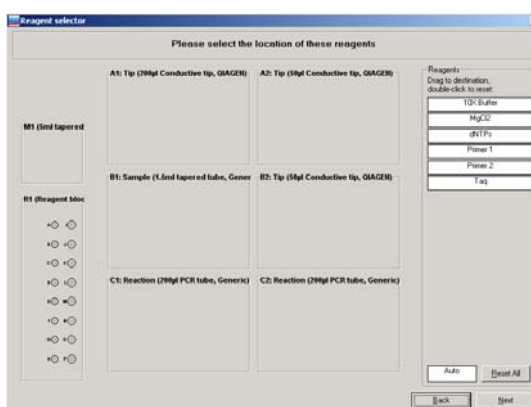 Reagent selector
Please select the location of these reagents
A1: Tip (200µl Conductive tip, QIAGEN)
A2: Tip (50µl Conductive tip, QIAGEN)
M1 (5ml tapered
B1: Sample (1.5ml tapered tube, Gener
B2: Tip (50µl Conductive tip, QIAGEN)
R1 (Reagent bloc
C1: Reaction (200µl PCR tube, Generic)
C2: Reaction (200µl PCR tube, Generic)
Reagents
Drag to destination,
double-click to reset.
10X Buffer
MgCl2
dNTPs
Primer 1
Primer 2
Taq
Auto
Reset All
Back
Next